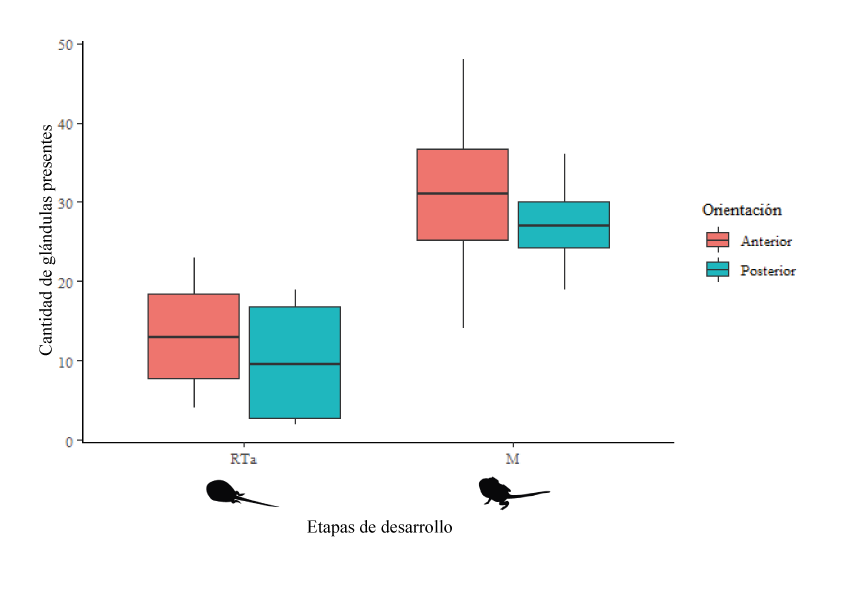 50
40
30
20
10
0
Cantidad de glándulas presentes
RTa
M
Etapas de desarrollo
Orientación
Anterior
Posterior